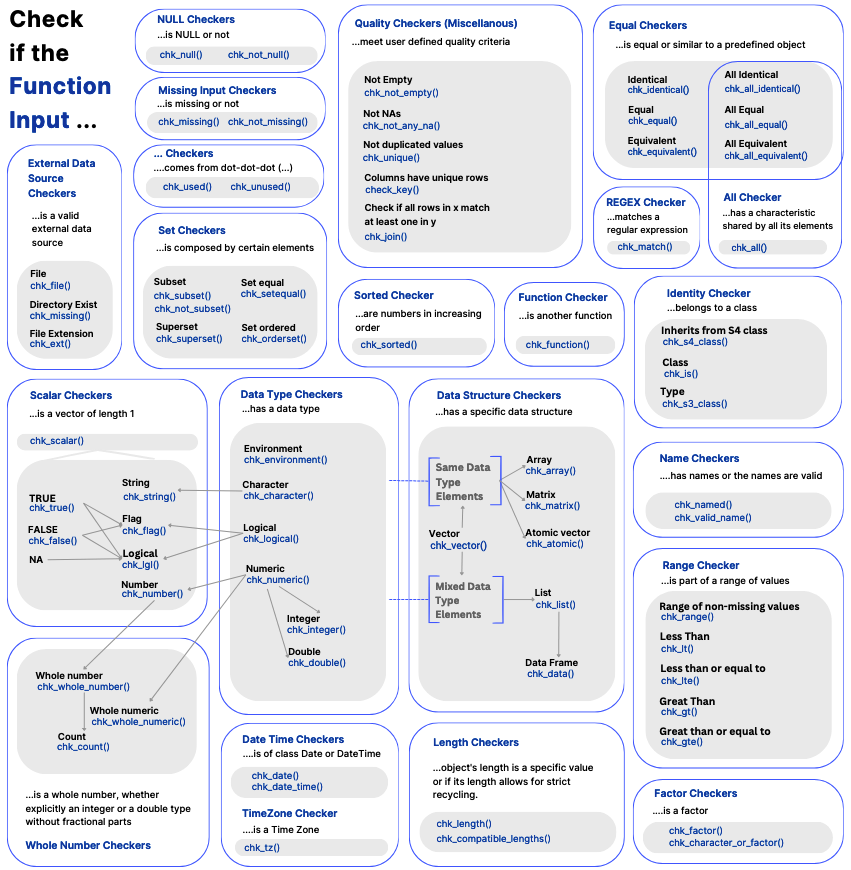 Check
if the
Function
Input ...
NULL Checkers
...is NULL or not
chk_null() chk_not_null()
Missing Input Checkers
...is missing or not
chk_missing() chk_not_missing()
... Checkers
....comes from dot-dot-dot (...)
chk_used() chk_unused()
External Data
Source
Checkers
...is a valid
external data
source
File
chk_file()
Directory Exist
chk_missing()
File Extension
chk_ext()
Set Checkers
...is composed by certain elements
Subset
chk_subset()
chk_not_subset()
Superset
chk_superset()
Set equal
chk_setequal()
Set ordered
chk_orderset()
Quality Checkers (Miscellanous)
...meet user defined quality criteria
Not Empty
chk_not_empty()
Not NAs
chk_not_any_na()
Not duplicated values
chk_unique()
Columns have unique rows
check_key()
Check if all rows in x match
at least one in y
chk_join()
Equal Checkers
...is equal or similar to a predefined object
Identical
chk_identical()
Equal
chk_equal()
Equivalent
chk_equivalent()
All Identical
chk_all_identical()
All Equal
chk_all_equal()
All Equivalent
chk_all_equivalent()
REGEX Checker
...matches a
regular expression
chk_match()
All Checker
...has a characteristic
shared by all its elements
chk_all()
Sorted Checker
...are numbers in increasing
order
chk_sorted()
Function Checker
...is another function
chk_function()
Identity Checker
...belongs to a class
Inherits from S4 class
chk_s4_class()
Class
chk_is()
Type
chk_s3_class()
Scalar Checkers
...is a vector of length 1
chk_scalar()
String
chk_string()
TRUE
chk_true()
Flag
chk_flag()
FALSE
chk_false()
NA
Logical
chk_lgl()
Number
chk_number()
Data Type Checkers
...has a data type
Environment
chk_environment()
Character
chk_character()
Logical
chk_logical()
Numeric
chk_numeric()
Integer
chk_integer()
Double
chk_double()
Data Structure Checkers
...has a specific data structure
Same Data
Type
Elements
Array
chk_array()
Matrix
chk_matrix()
Atomic vector
chk_atomic()
Vector
chk_vector()
Mixed Data
Type
Elements
List
chk_list()
Data Frame
chk_data()
Name Checkers
....has names or the names are valid
chk_named()
chk_valid_name()
Range Checker
...is part of a range of values
Range of non-missing values
chk_range()
Less Than
chk_lt()
Less than or equal to
chk_lte()
Great Than
chk_gt()
Great than or equal to
chk_gte()
Whole number
chk_whole_number()
Whole numeric
chk_whole_numeric()
Count
chk_count()
...is a whole number, whether
explicitly an integer or a double type
without fractional parts
Whole Number Checkers
Date Time Checkers
....is of class Date or DateTime
chk_date()
chk_date_time()
TimeZone Checker
....is a Time Zone
chk_tz()
Length Checkers
...object's length is a specific value
or if its length allows for strict
recycling.
chk_length()
chk_compatible_lengths()
Factor Checkers
....is a factor
chk_factor()
chk_character_or_factor()